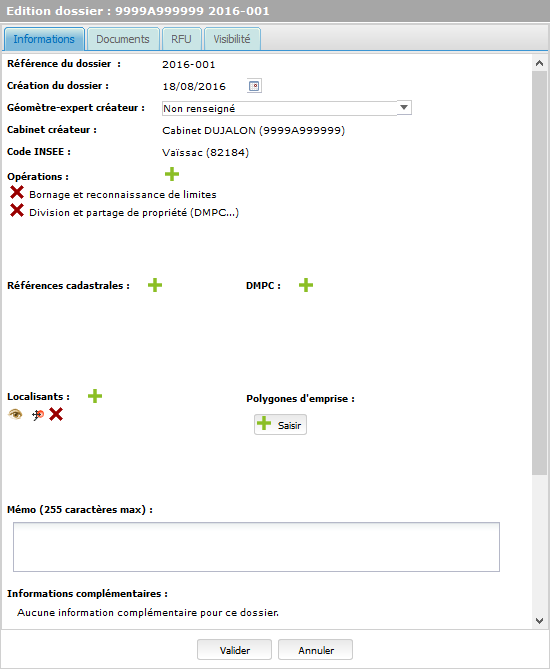 Edition dossier : 9999A999999 2016-001
Informations Documents RFU Visibilité
Référence du dossier : 2016-001
Création du dossier : 18/08/2016
Géomètre-expert créateur : Non renseigné
Cabinet créateur : Cabinet DUJALON (9999A999999)
Code INSEE : Vaïssac (82184)
Opérations :
Bornage et reconnaissance de limites
Division et partage de propriété (DMPC...)
Références cadastrales : DMPC :
Localisants : Polygones d'emprise :
Saisir
Mémo (255 caractères max) :
Informations complémentaires :
Aucune information complémentaire pour ce dossier.
Valider Annuler